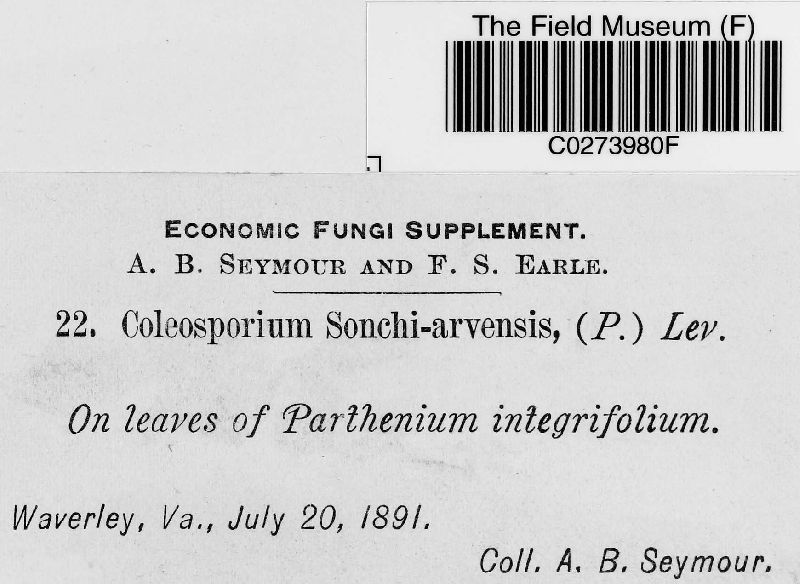 The Field Museum (F)
C0273980F
ECONOMIC FUNGI SUPPLEMENT.
A. B. SEYMOUR AND F. S. EARLE.
22. Coleosporium Sonchi-arvensis, (P.) Lev.
On leaves of Parthenium integrifolium.
Waverley, Va., July 20, 1891.
Coll. A. B. Seymour.